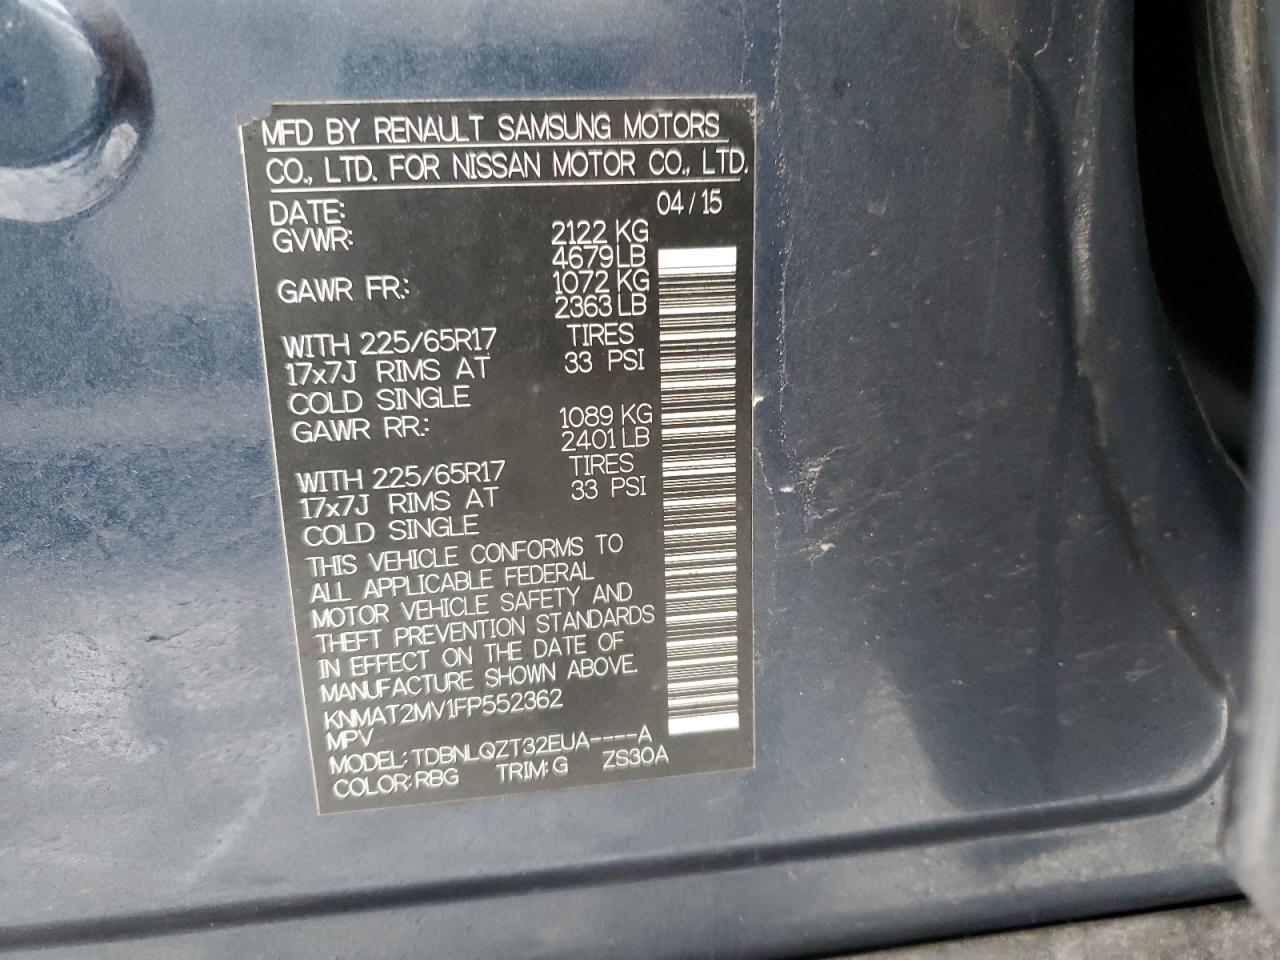 MFD BY RENAULT SAMSUNG MOTORS
CO., LTD. FOR NISSAN MOTOR CO., LTD.
DATE: 04 / 15
GVWR: 2122 KG
4679 LB
GAWR FR.: 1072 KG
2363 LB
WITH 225/65R17 TIRES
17x7J RIMS AT 33 PSI
COLD SINGLE
GAWR RR.: 1089 KG
2401 LB
WITH 225/65R17 TIRES
17x7J RIMS AT 33 PSI
COLD SINGLE
THIS VEHICLE CONFORMS TO
ALL APPLICABLE FEDERAL
MOTOR VEHICLE SAFETY AND
THEFT PREVENTION STANDARDS
IN EFFECT ON THE DATE OF
MANUFACTURE SHOWN ABOVE.
KNMAT2MV1FP552362
MPV
MODEL: TDBNLQZT32EUA----A
COLOR: RBG TRIM: G ZS30A